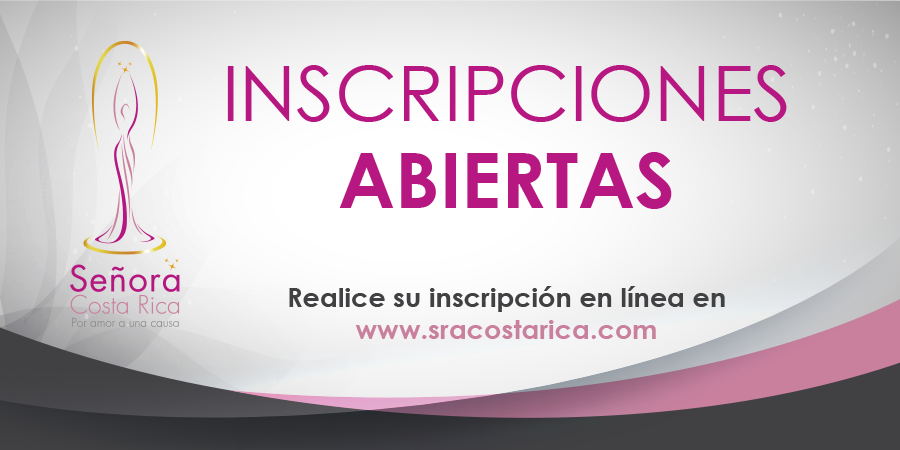 INSCRIPCIONES
ABIERTAS
Señora
Costa Rica
Por amor a una causa
Realice su inscripción en línea en
www.sracostarica.com